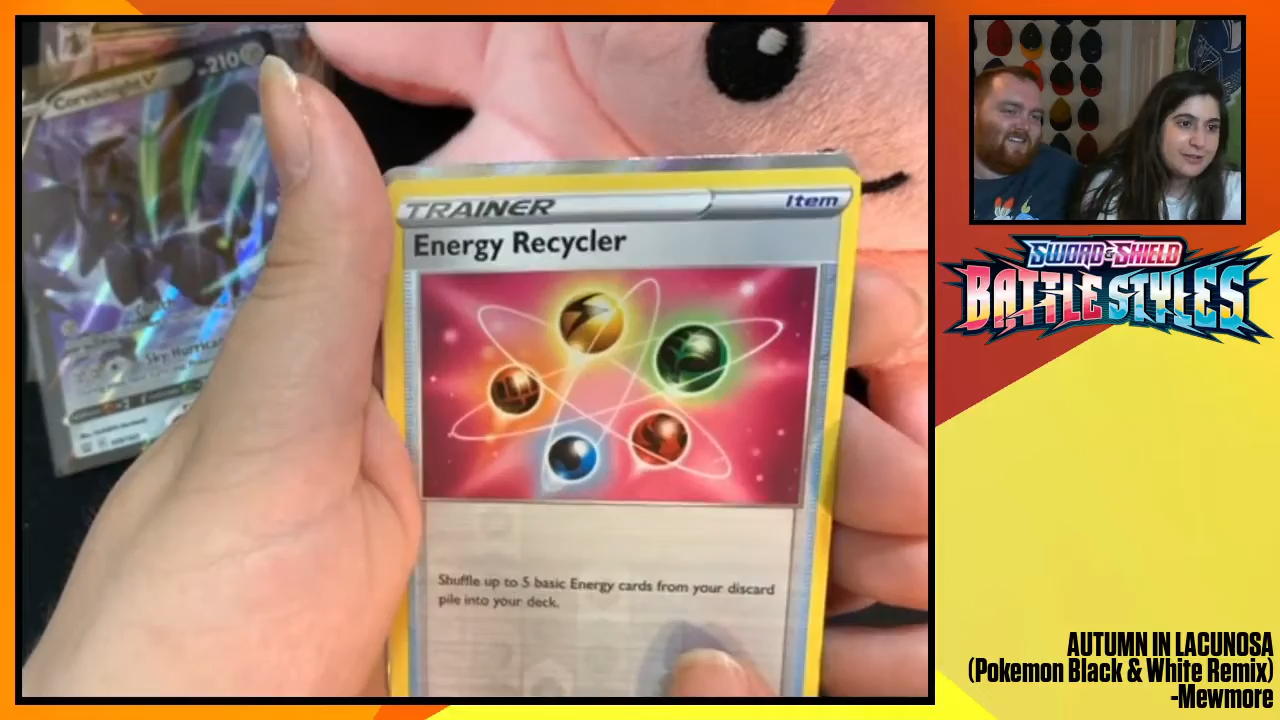 Corviknight V 210
Sky Hurricane
TRAINER Item
Energy Recycler
Shuffle up to 5 basic Energy cards from your discard
pile into your deck.
SWORD & SHIELD
BATTLE STYLES
AUTUMN IN LACUNOSA
(Pokemon Black & White Remix)
-Mewmore